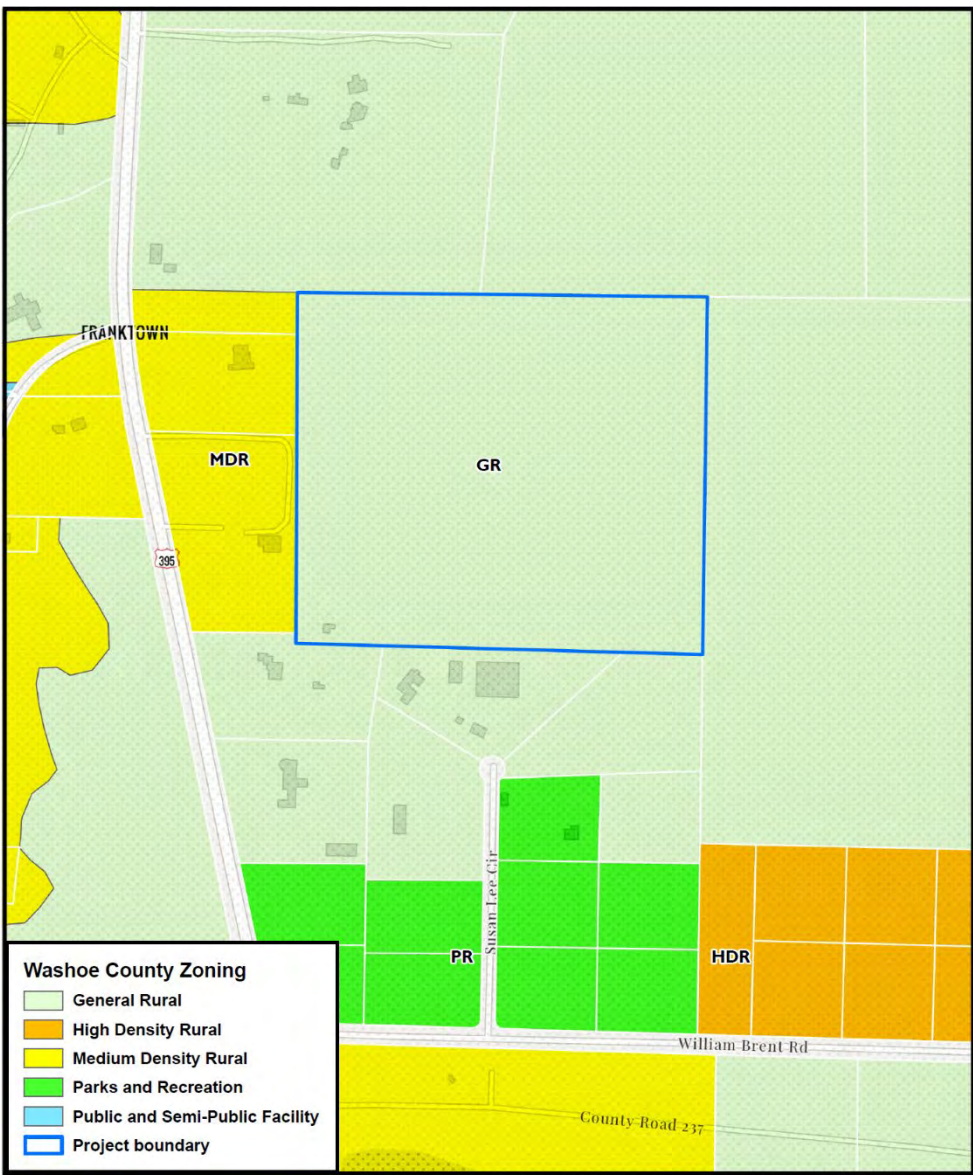 FRANKTOWN
MDR
GR
395
Susan Lee Cir
PR
HDR
William Brent Rd
County Road 237
Washoe County Zoning
General Rural
High Density Rural
Medium Density Rural
Parks and Recreation
Public and Semi-Public Facility
Project boundary